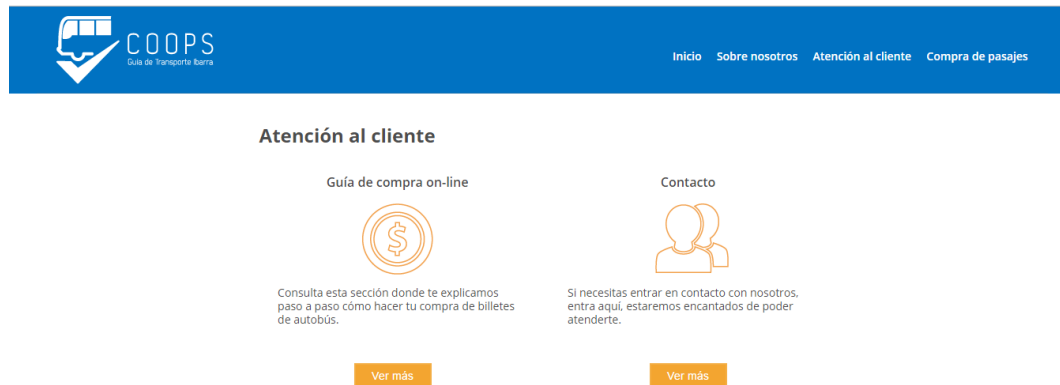 COOPS
Guia de Transporte Ibarra
Inicio Sobre nosotros Atención al cliente Compra de pasajes
Atención al cliente
Guía de compra on-line
$
Consulta esta sección donde te explicamos
paso a paso cómo hacer tu compra de billetes
de autobús.
Ver más
Contacto
Si necesitas entrar en contacto con nosotros,
entra aquí, estaremos encantados de poder
atenderte.
Ver más